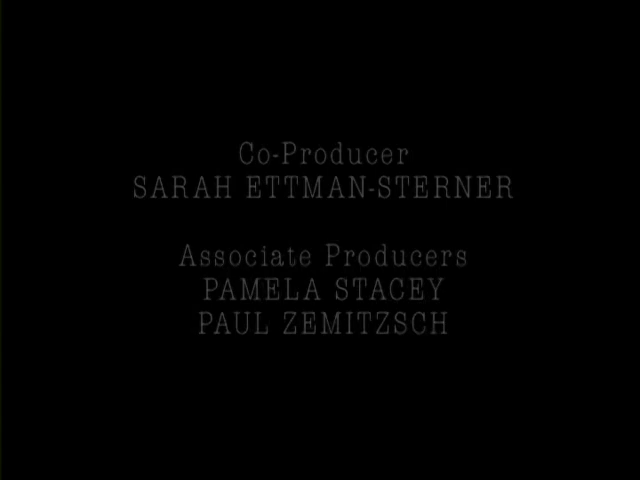 Co-Producer
SARAH ETTMAN-STERNER
Associate Producers
PAMELA STACEY
PAUL ZEMITZSCH